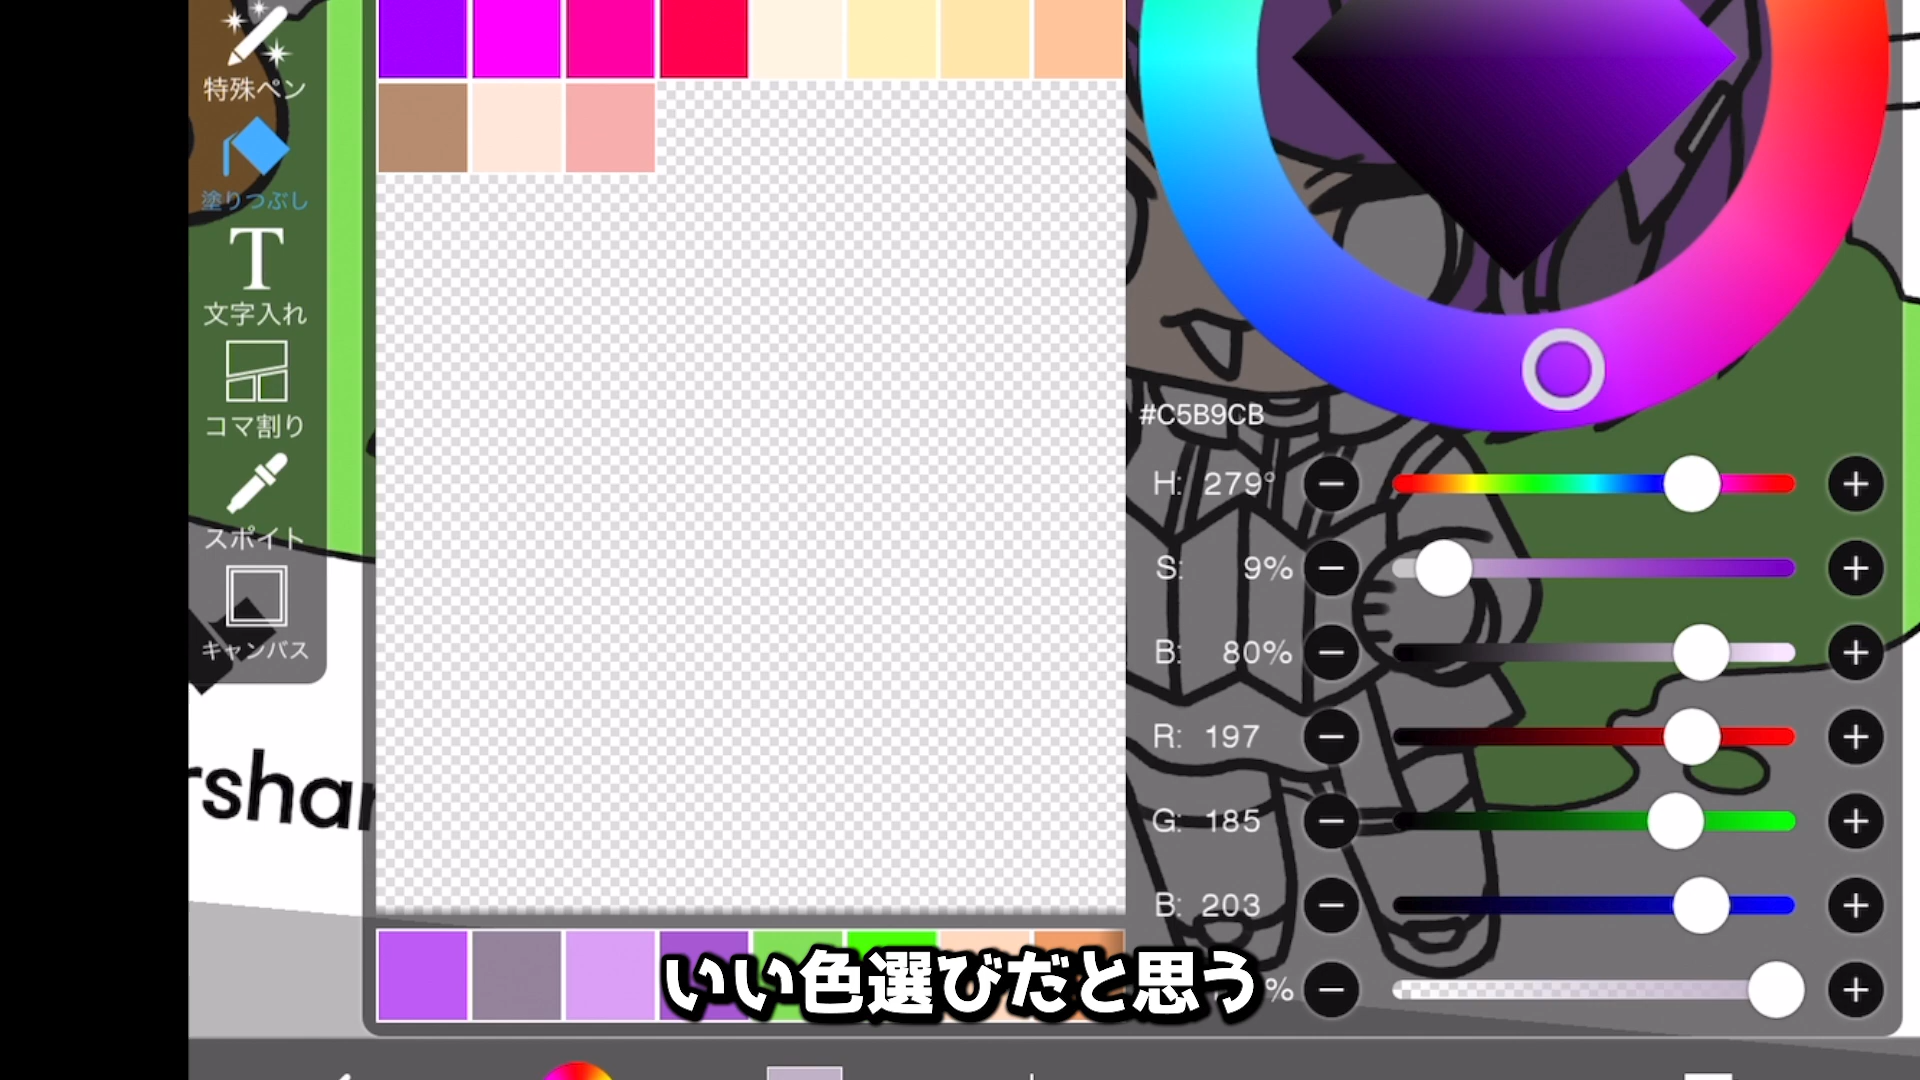 特殊ペン
塗りつぶし
文字入れ
コマ割り
スポイト
キャンバス
rshar
#C5B9CB
H: 279°
S: 9%
B: 80%
R: 197
G: 185
B: 203
%
いい色選びだと思う